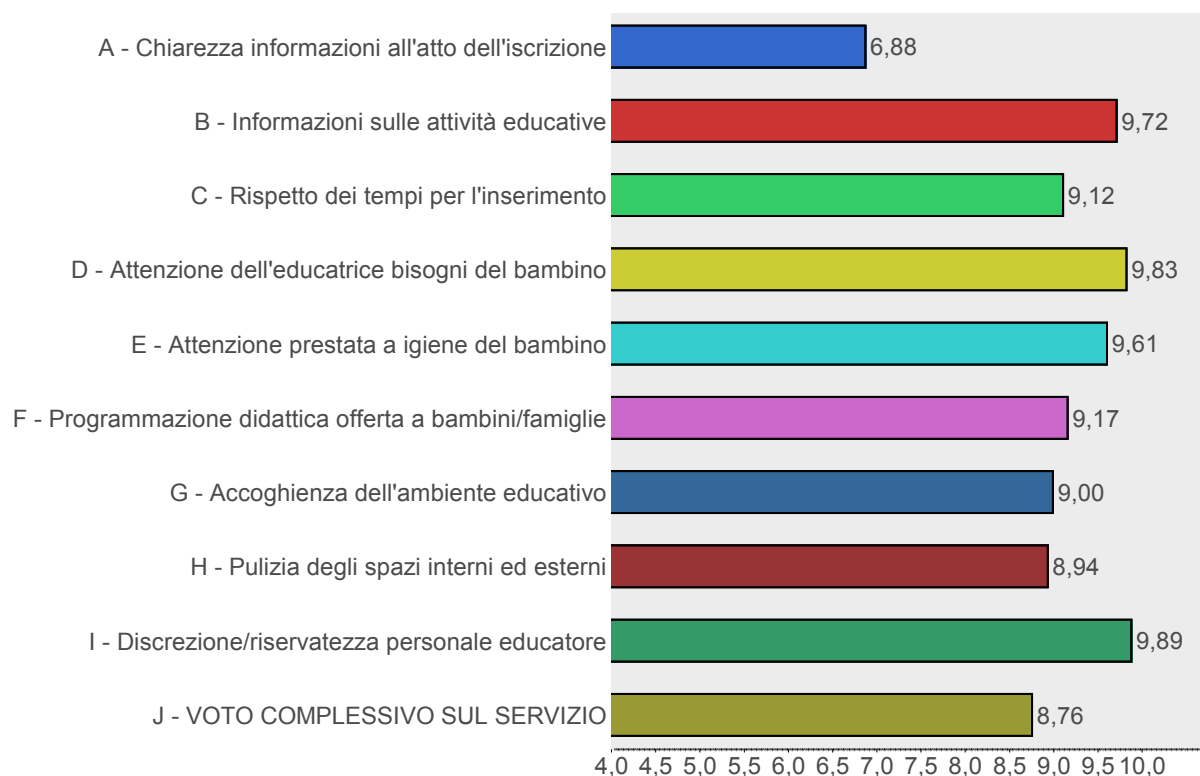 A - Chiarezza informazioni all'atto dell'iscrizione 6,88
B - Informazioni sulle attività educative 9,72
C - Rispetto dei tempi per l'inserimento 9,12
D - Attenzione dell'educatrice bisogni del bambino 9,83
E - Attenzione prestata a igiene del bambino 9,61
F - Programmazione didattica offerta a bambini/famiglie 9,17
G - Accoghienza dell'ambiente educativo 9,00
H - Pulizia degli spazi interni ed esterni 8,94
I - Discrezione/riservatezza personale educatore 9,89
J - VOTO COMPLESSIVO SUL SERVIZIO 8,76
4,0 4,5 5,0 5,5 6,0 6,5 7,0 7,5 8,0 8,5 9,0 9,5 10,0